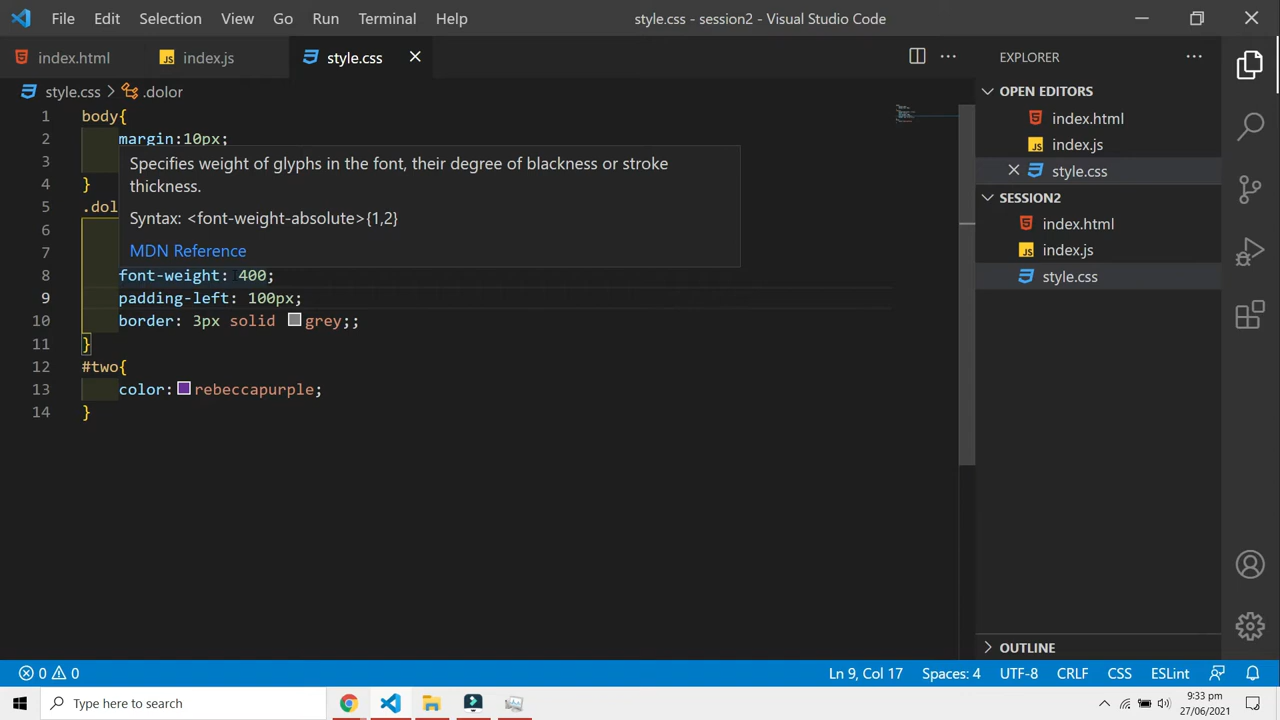 File Edit Selection View Go Run Terminal Help style.css - session2 - Visual Studio Code
index.html JS index.js style.css
style.css > .dolor
1 body{
2 margin:10px;
3
4 }
5 .dol
6
7
Specifies weight of glyphs in the font, their degree of blackness or stroke
thickness.
Syntax: <font-weight-absolute>{1,2}
MDN Reference
8 font-weight: 400;
9 padding-left: 100px;
10 border: 3px solid grey;;
11 }
12 #two{
13 color: rebeccapurple;
14 }
EXPLORER
OPEN EDITORS
index.html
JS index.js
style.css
SESSION2
index.html
JS index.js
style.css
OUTLINE
0 0 Ln 9, Col 17 Spaces: 4 UTF-8 CRLF CSS ESLint
Type here to search
9:33 pm
27/06/2021